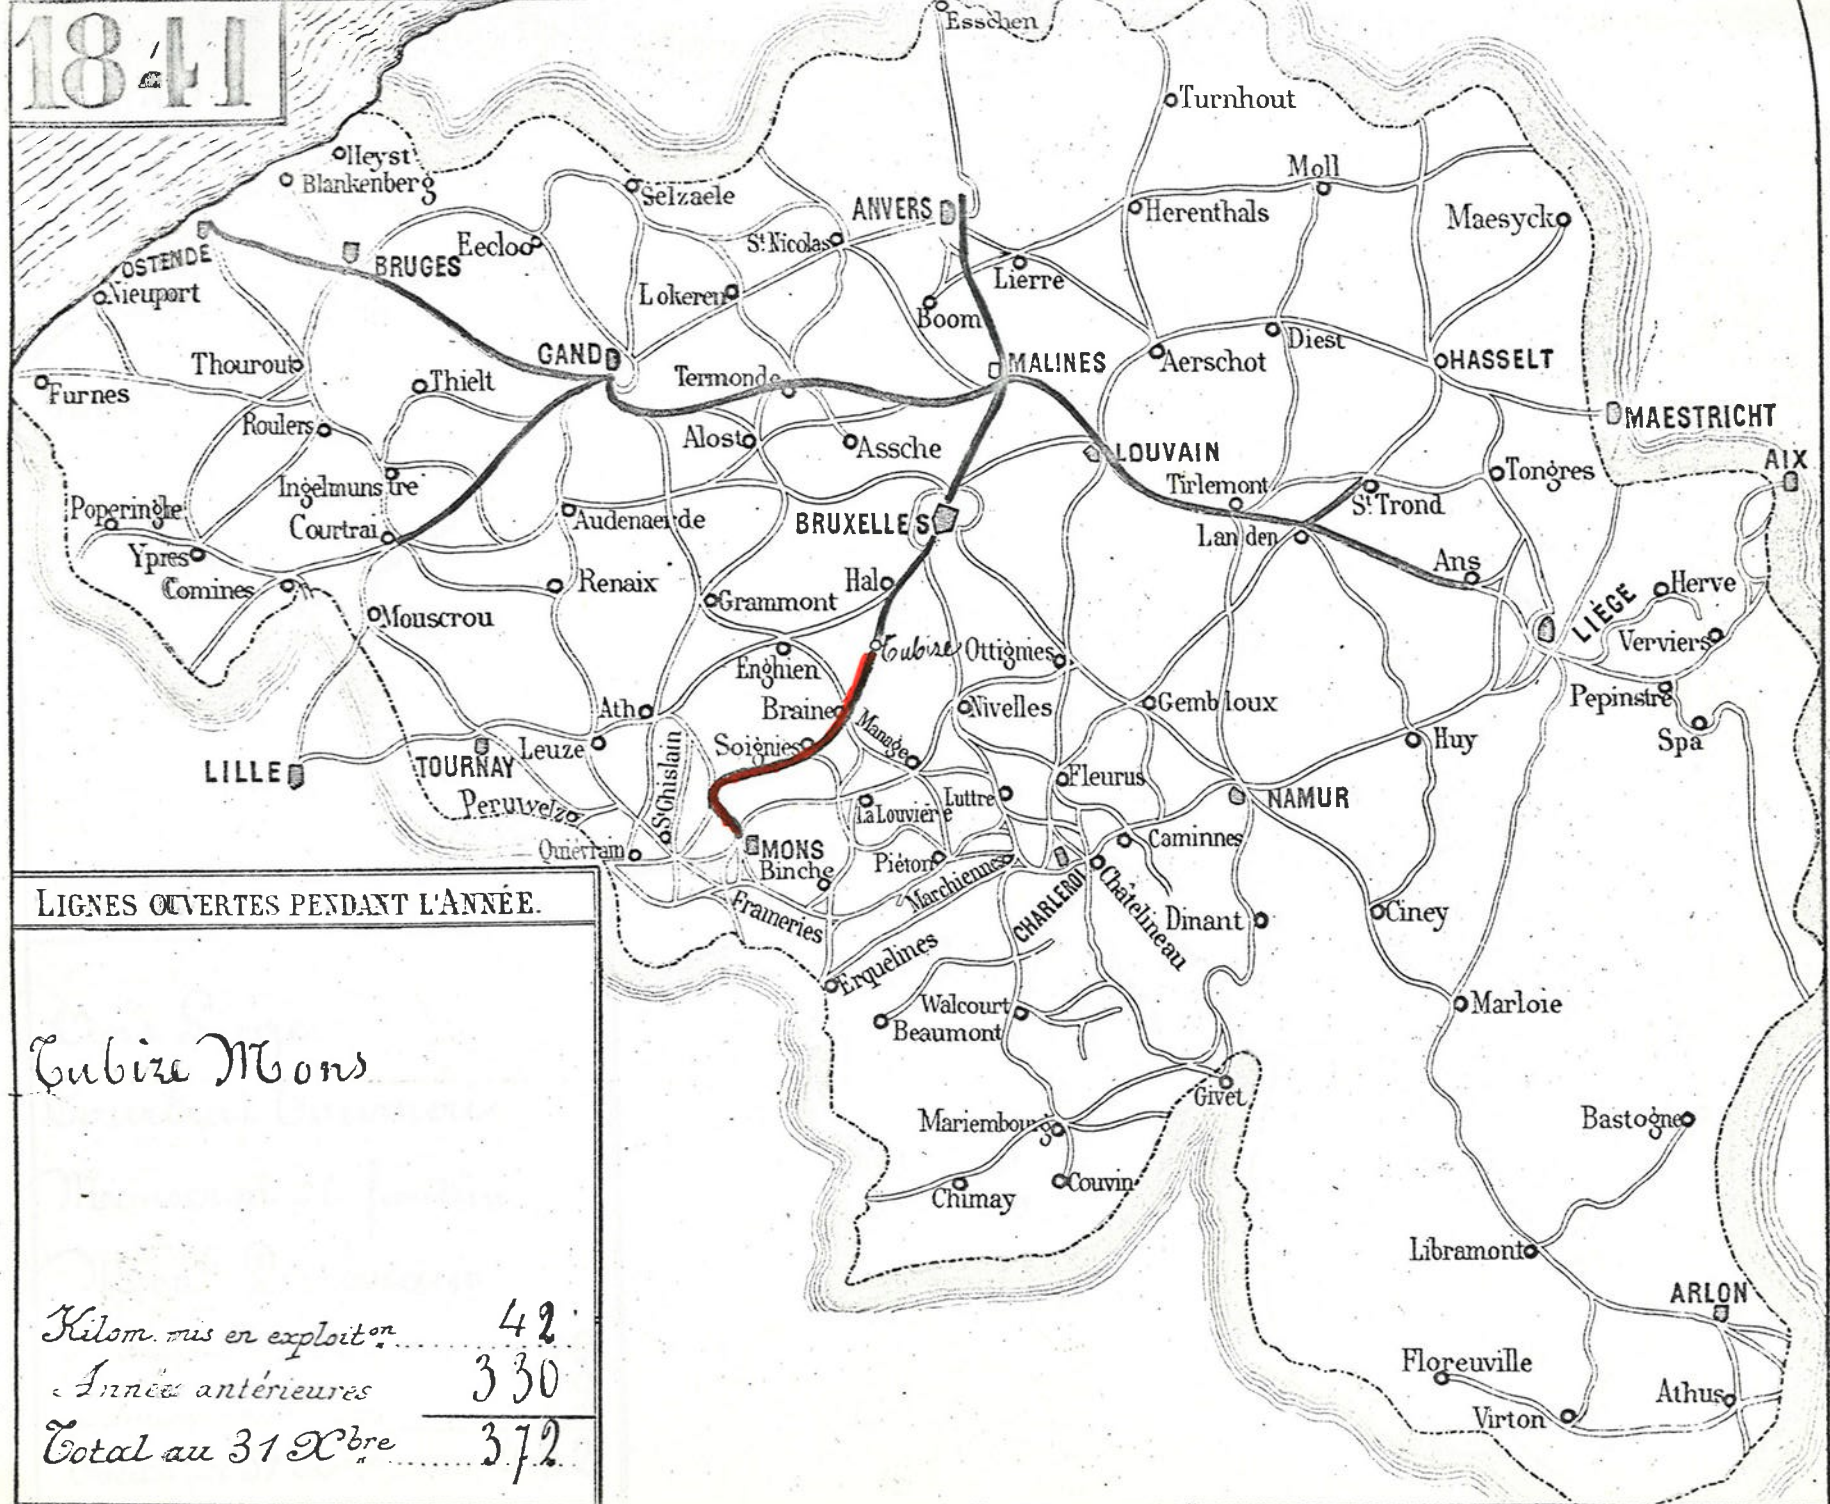 1841
Esschen
Turnhout
Heyst
Blankenberg
Moll
Selzaele
ANVERS
Herenthals
Maesyck
Eecloo
St. Nicolas
OSTENDE
BRUGES
Nieuport
Lokeren
Lierre
Boom
Diest
GAND
MALINES
Aerschot
HASSELT
Thourout
Furnes
Thielt
Termonde
MAESTRICHT
Roulers
Alost
Assche
LOUVAIN
AIX
Tongres
Ingelmunstre
Tirlemont
St. Trond
Poperinghe
Courtrai
Audenaerde
BRUXELLES
Landen
Ypres
Ans
Comines
Renaix
Hal
Herve
Grammont
LIÉGE
Mouscrou
Tubize
Ottignies
Verviers
Enghien
Pepinstre
Ath
Braine
Nivelles
Gembloux
Manage
Soignies
Huy
Spa
LILLE
TOURNAY
Leuze
St Ghislain
Fleurus
Peruwelz
Luttre
NAMUR
La Louvière
Quiévrain
MONS
Caminnes
Binche
Piéton
Marchiennes
CHARLEROI
Châtelineau
Frameries
Dinant
Ciney
Erquelines
Walcourt
Beaumont
Marloie
Givet
Mariembourg
Bastogne
Chimay
Couvin
Libramont
ARLON
Floreuville
Virton
Athus
LIGNES OUVERTES PENDANT L'ANNÉE.
Tubize Mons
Kilom. mis en exploiton 42
Année antérieures 330
Total au 31 Xbre 372